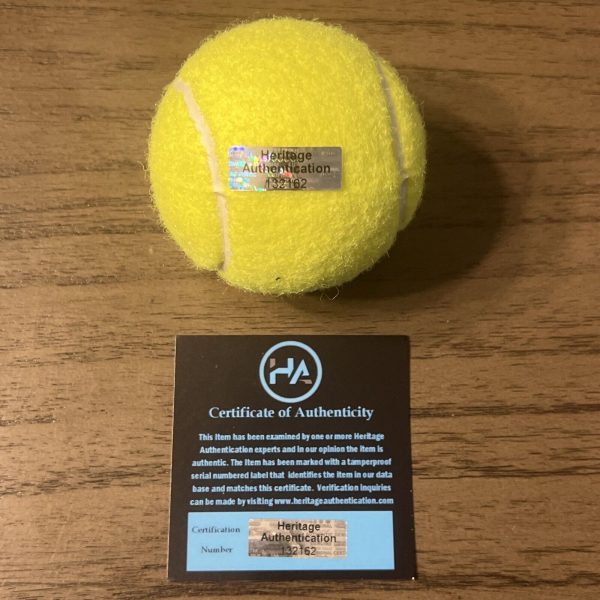 Heritage
Authentication
132162
HA
Certificate of Authenticity
This item has been examined by one or more Heritage
Authentication experts and in our opinion the item is
authentic. The item has been marked with a tamperproof
serial numbered label that identifies the item in our data
base and matches this certificate. Verification inquiries
can be made by visiting www.heritageauthentication.com
Certification
Number
Heritage
Authentication
132162